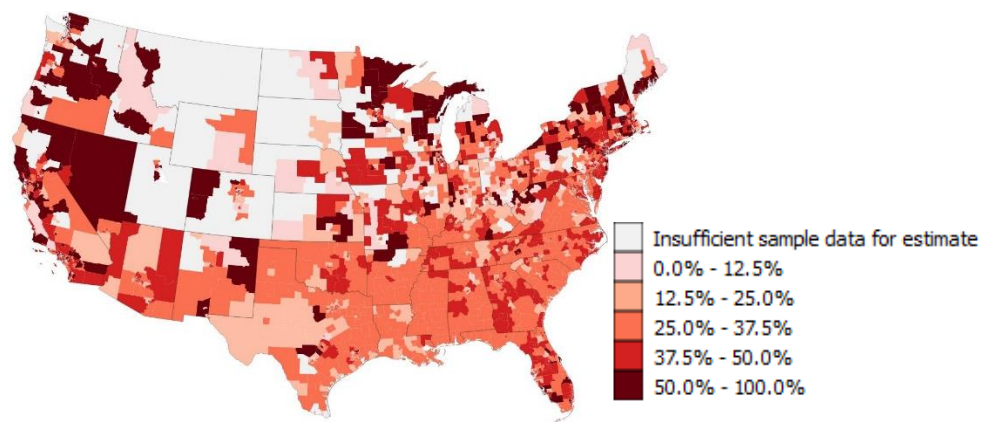 Insufficient sample data for estimate
0.0% - 12.5%
12.5% - 25.0%
25.0% - 37.5%
37.5% - 50.0%
50.0% - 100.0%